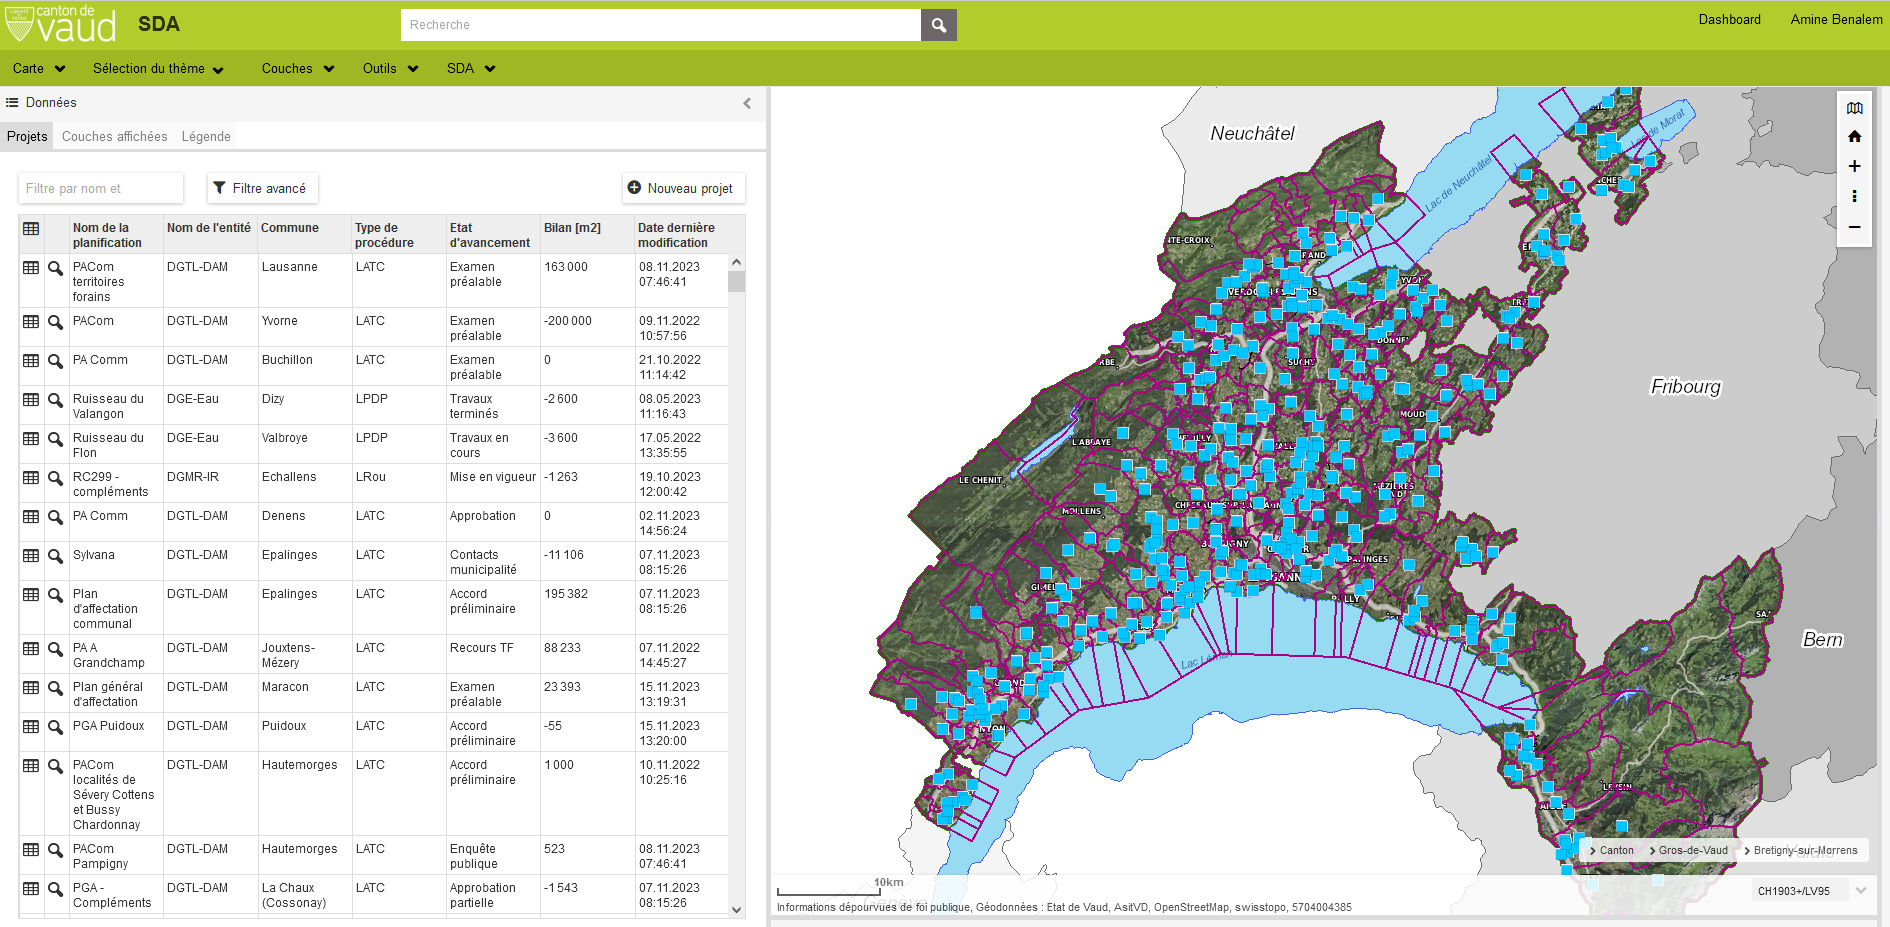 canton de
vaud
SDA
Recherche
Dashboard
Amine Benalem
Carte
Sélection du thème
Couches
Outils
SDA
Données
Projets
Couches affichées
Légende
Filtre par nom et
Filtre avancé
Nouveau projet
Nom de la planification	Nom de l'entité	Commune	Type de procédure	Etat d'avancement	Bilan [m2]	Date dernière modification
PACom territoires forains	DGTL-DAM	Lausanne	LATC	Examen préalable	163 000	08.11.2023 07:46:41
PACom	DGTL-DAM	Yvorne	LATC	Examen préalable	-200 000	09.11.2022 10:57:56
PA Comm	DGTL-DAM	Buchillon	LATC	Examen préalable	0	21.10.2022 11:14:42
Ruisseau du Valangon	DGE-Eau	Dizy	LPDP	Travaux terminés	-2 600	08.05.2023 11:16:43
Ruisseau du Flon	DGE-Eau	Valbroye	LPDP	Travaux en cours	-3 600	17.05.2022 13:35:55
RC299 - compléments	DGMR-IR	Echallens	LRou	Mise en vigueur	-1 263	19.10.2023 12:00:42
PA Comm	DGTL-DAM	Denens	LATC	Approbation	0	02.11.2023 14:56:24
Sylvana	DGTL-DAM	Epalinges	LATC	Contacts municipalité	-11 106	07.11.2023 08:15:26
Plan d'affectation communal	DGTL-DAM	Epalinges	LATC	Accord préliminaire	195 382	07.11.2023 08:15:26
PA A Grandchamp	DGTL-DAM	Jouxtens-Mézery	LATC	Recours TF	88 233	07.11.2022 14:45:27
Plan général d'affectation	DGTL-DAM	Maracon	LATC	Examen préalable	23 393	15.11.2023 13:19:31
PGA Puidoux	DGTL-DAM	Puidoux	LATC	Accord préliminaire	-55	15.11.2023 13:20:00
PACom localités de Sévery Cottens et Bussy Chardonnay	DGTL-DAM	Hautemorges	LATC	Accord préliminaire	1 000	10.11.2022 10:25:16
PACom Pampigny	DGTL-DAM	Hautemorges	LATC	Enquête publique	523	08.11.2023 07:46:41
PGA - Compléments	DGTL-DAM	La Chaux (Cossonay)	LATC	Approbation partielle	-1 543	07.11.2023 08:15:26
Neuchâtel
Lac de Neuchâtel
Lac de Morat
Fribourg
Bern
L'ABBAYE
LE CHENIT
MOLLENS
Lac Léman
LEYSIN
Canton
Gros-de-Vaud
Bretigny-sur-Morrens
Valais
10km
Genève
CH1903+/LV95
Informations dépourvues de foi publique, Géodonnées : Etat de Vaud, AsitVD, OpenStreetMap, swisstopo, 5704004385